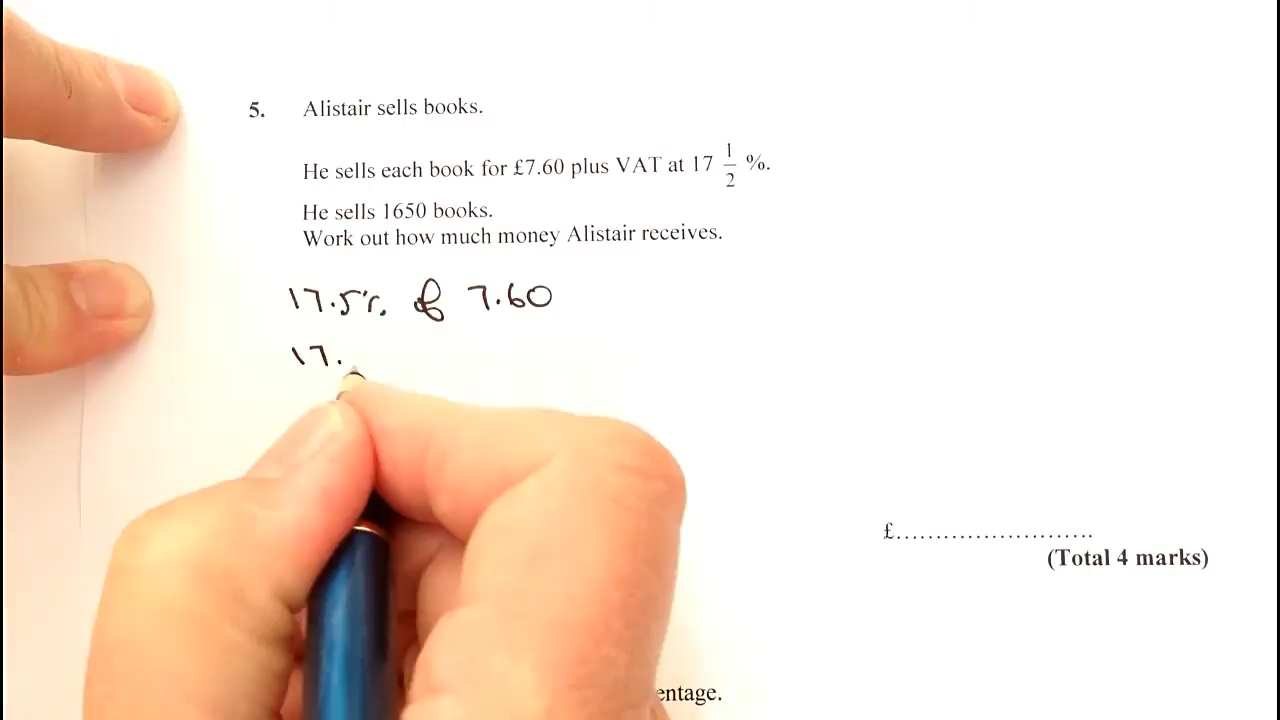 5. Alistair sells books.
He sells each book for £7.60 plus VAT at 17 1/2 %.
He sells 1650 books.
Work out how much money Alistair receives.
17.5% of 7.60
17.
£..............................
(Total 4 marks)
entage.